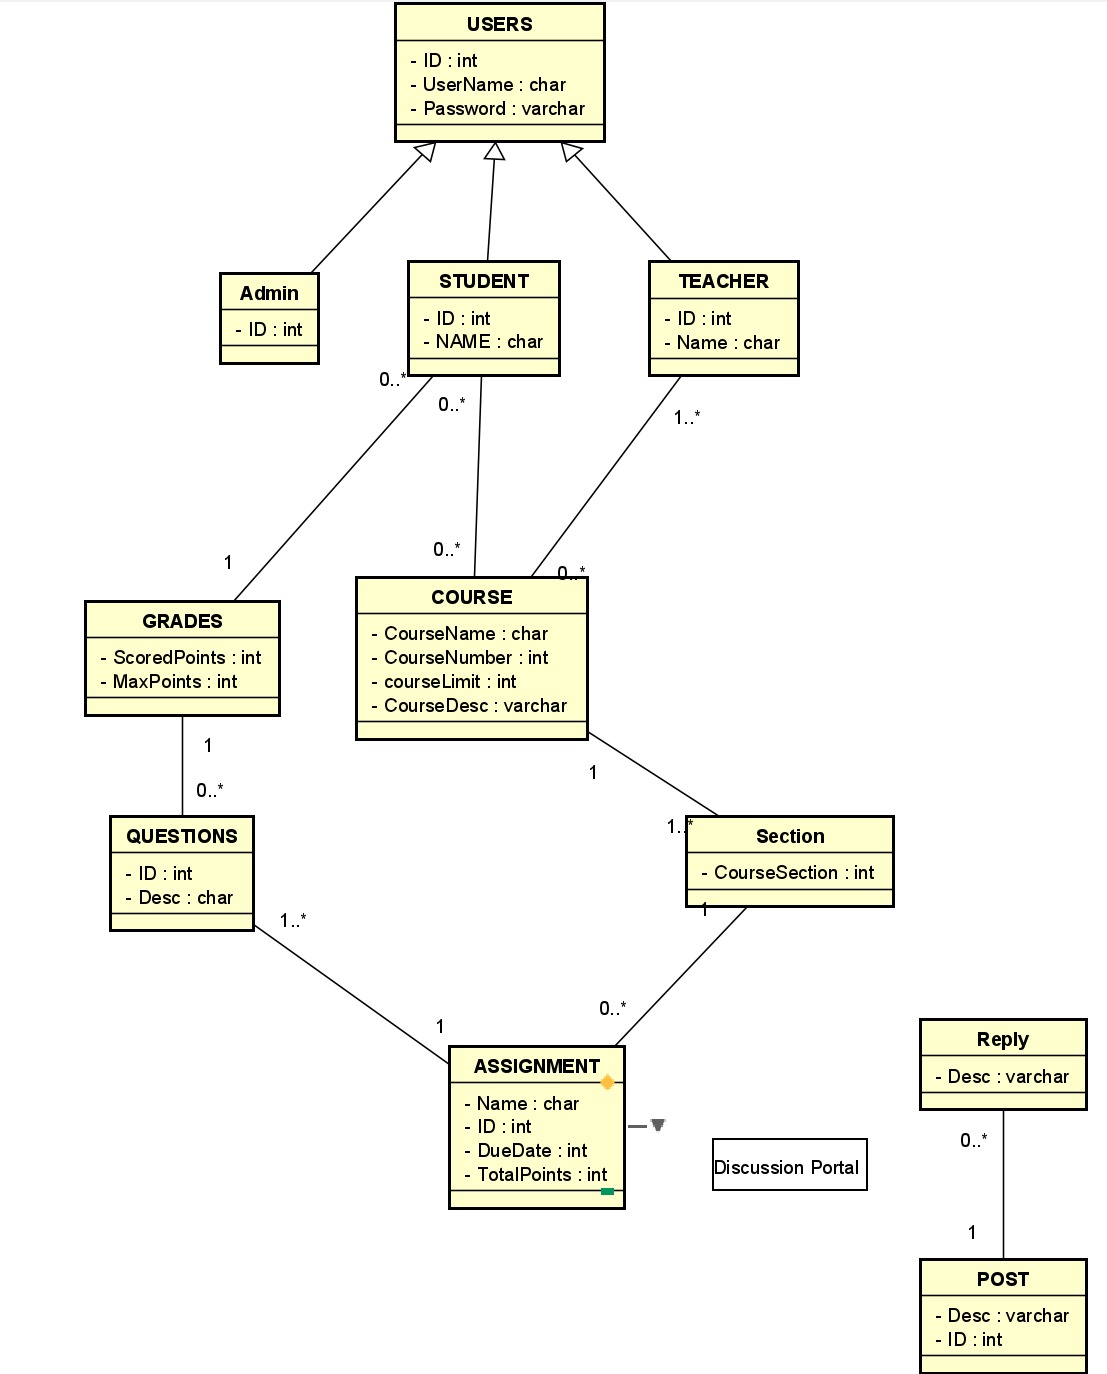 USERS
- ID : int
- UserName : char
- Password : varchar
Admin
- ID : int
STUDENT
- ID : int
- NAME : char
TEACHER
- ID : int
- Name : char
0..*
0..*
1..*
1
0..*
0..*
GRADES
- ScoredPoints : int
- MaxPoints : int
COURSE
- CourseName : char
- CourseNumber : int
- courseLimit : int
- CourseDesc : varchar
1
0..*
1
1..*
QUESTIONS
- ID : int
- Desc : char
Section
- CourseSection : int
1..*
1
1
0..*
ASSIGNMENT
- Name : char
- ID : int
- DueDate : int
- TotalPoints : int
Discussion Portal
Reply
- Desc : varchar
0..*
1
POST
- Desc : varchar
- ID : int